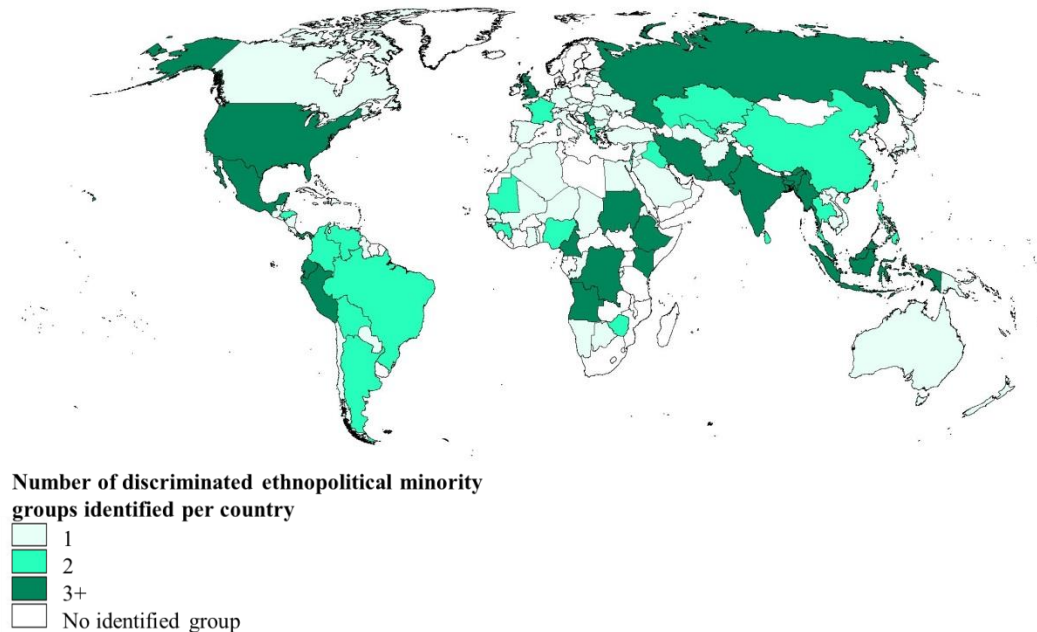 Number of discriminated ethnopolitical minority
groups identified per country
1
2
3+
No identified group